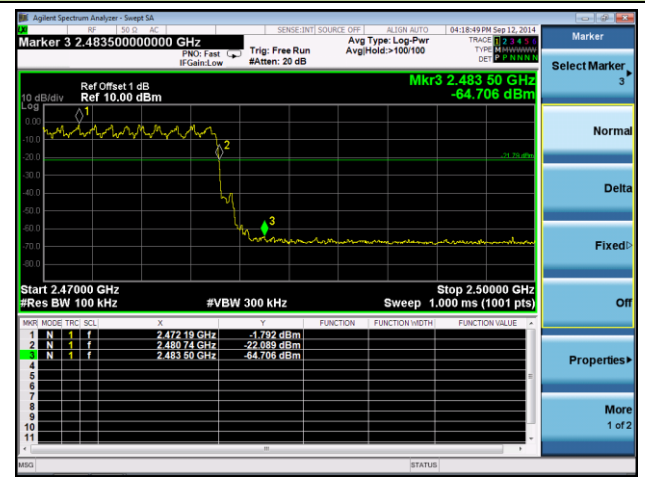 Agilent Spectrum Analyzer - Swept SA
RF 50 Ω AC SENSE:INT SOURCE OFF ALIGN AUTO 04:18:49 PM Sep 12, 2014
Marker 3 2.483500000000 GHz
PNO: Fast
IFGain:Low
Trig: Free Run
#Atten: 20 dB
Avg Type: Log-Pwr
Avg|Hold:>100/100
TRACE 1 2 3 4 5 6
TYPE MWWWWW
DET P P N N N N
Marker
Select Marker
3
Normal
Delta
Fixed
Off
Properties
More
1 of 2
Ref Offset 1 dB
10 dB/div Ref 10.00 dBm
Log
Mkr3 2.483 50 GHz
-64.706 dBm
0.00
-10.0
-20.0
-30.0
-40.0
-50.0
-60.0
-70.0
-80.0
1
2
3
-21.79 dBm
Start 2.47000 GHz Stop 2.50000 GHz
#Res BW 100 kHz #VBW 300 kHz Sweep 1.000 ms (1001 pts)
MKR MODE TRC SCL X Y FUNCTION FUNCTION WIDTH FUNCTION VALUE
1 N 1 f 2.472 19 GHz -1.792 dBm
2 N 1 f 2.480 74 GHz -22.089 dBm
3 N 1 f 2.483 50 GHz -64.706 dBm
4
5
6
7
8
9
10
11
MSG STATUS